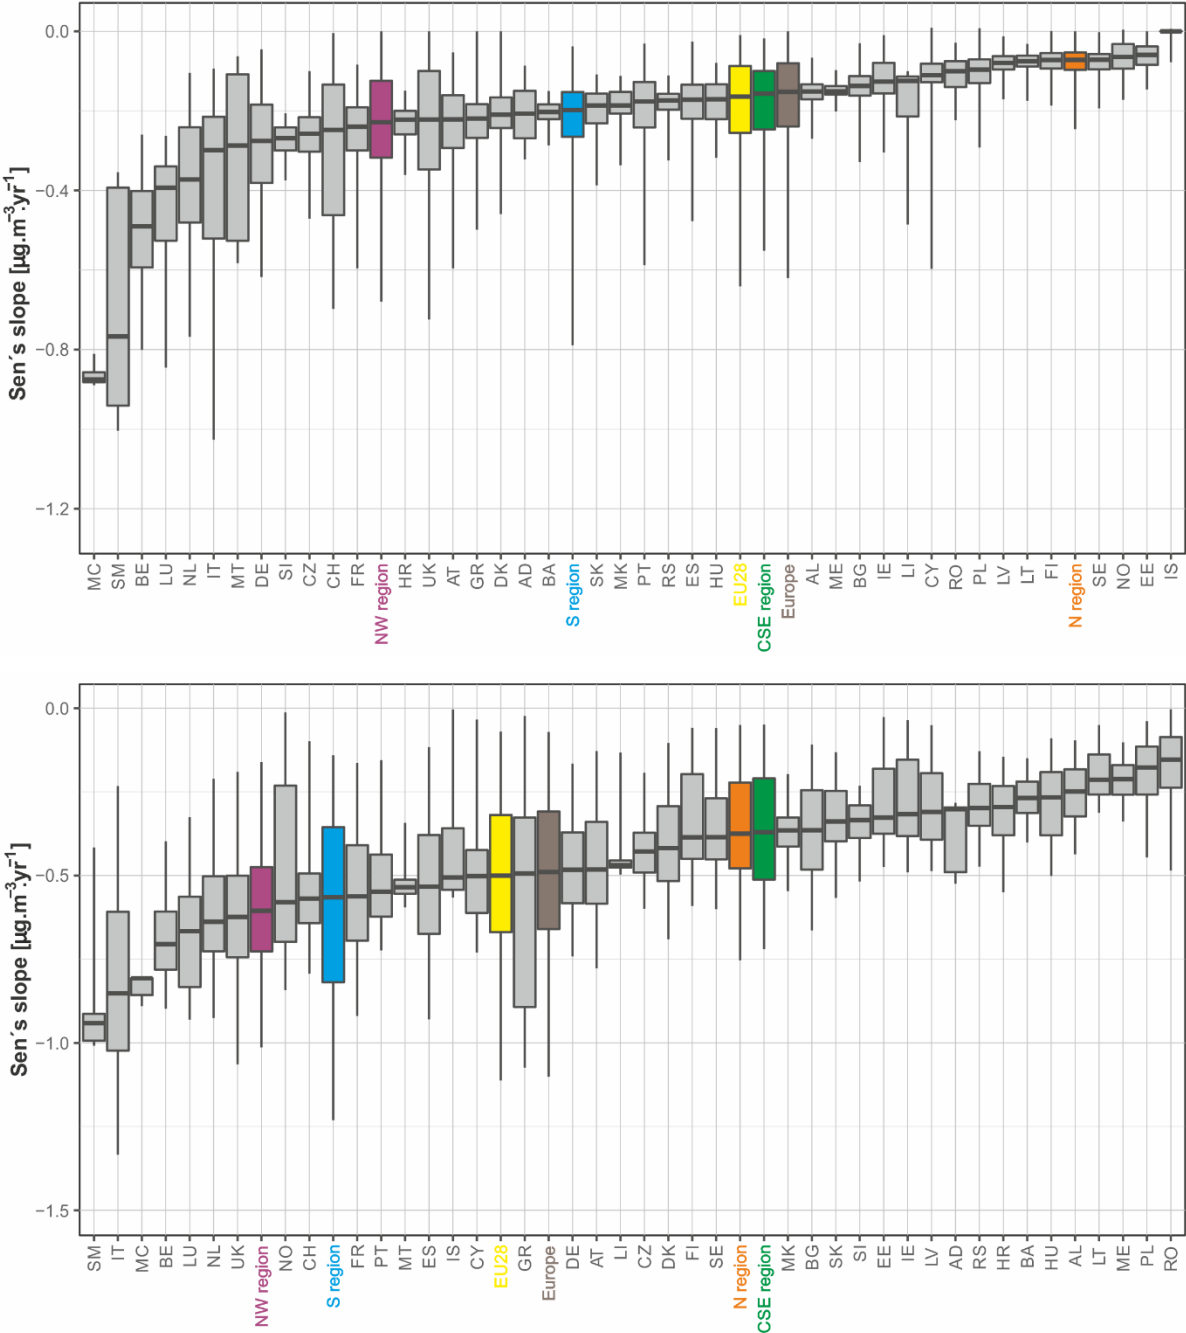 0.0
−0.4
−0.8
−1.2
Sen´s slope [µg.m⁻³.yr⁻¹]
MC SM BE LU NL IT MT DE SI CZ CH FR NW region HR UK AT GR DK AD BA S region SK MK PT RS ES HU EU28 CSE region Europe AL ME BG IE LI CY RO PL LV LT FI N region SE NO EE IS
0.0
−0.5
−1.0
−1.5
Sen´s slope [µg.m⁻³.yr⁻¹]
SM IT MC BE LU NL UK NW region NO CH S region FR PT MT ES IS CY EU28 GR Europe DE AT LI CZ DK FI SE N region CSE region MK BG SK SI EE IE LV AD RS HR BA HU AL LT ME PL RO